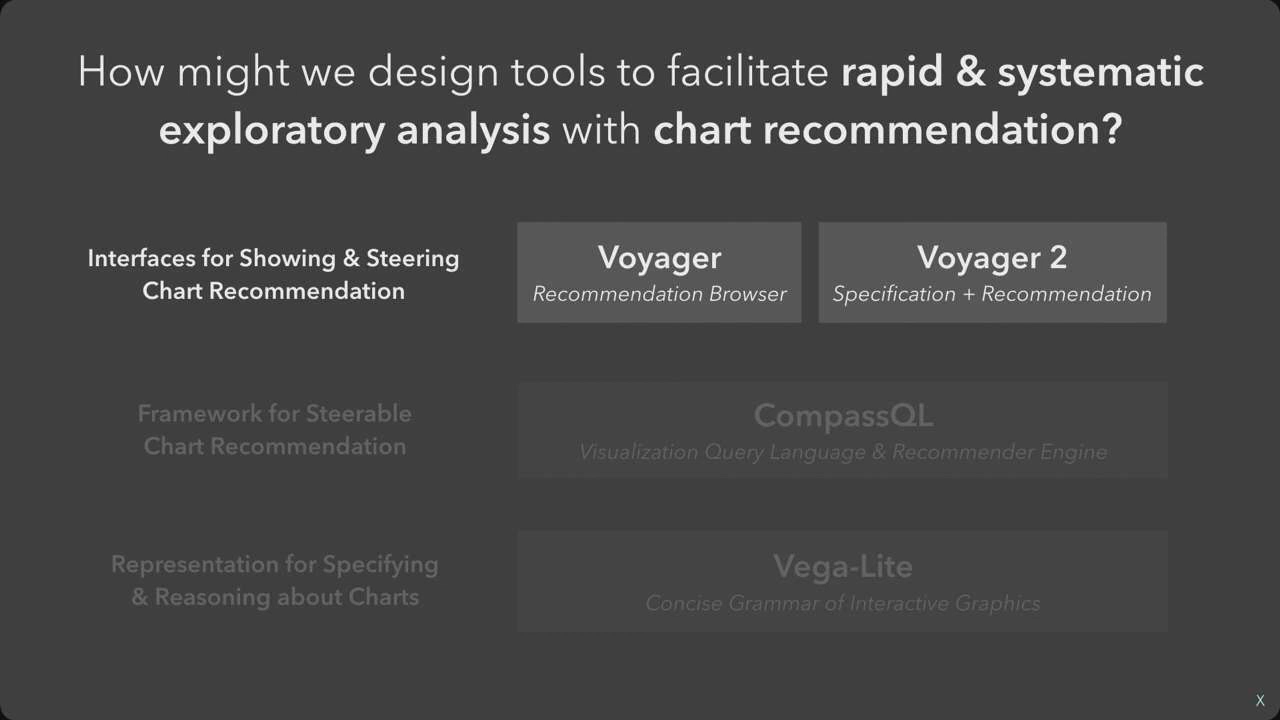 How might we design tools to facilitate rapid & systematic
exploratory analysis with chart recommendation?
Interfaces for Showing & Steering
Chart Recommendation
Voyager
Recommendation Browser
Voyager 2
Specification + Recommendation
Framework for Steerable
Chart Recommendation
CompassQL
Visualization Query Language & Recommender Engine
Representation for Specifying
& Reasoning about Charts
Vega-Lite
Concise Grammar of Interactive Graphics
X